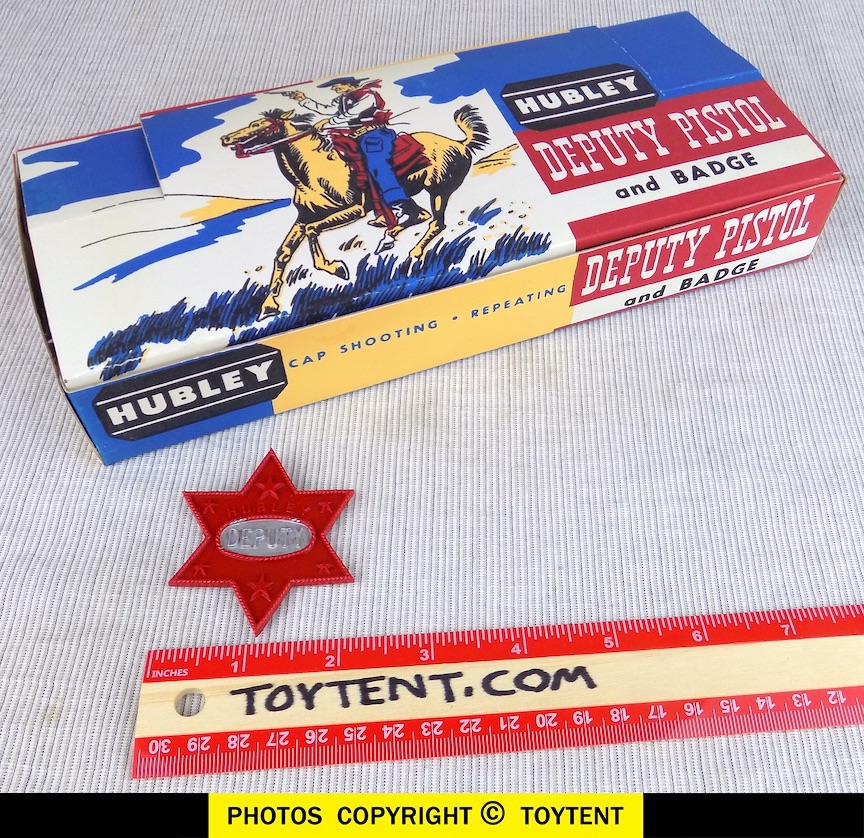 HUBLEY
DEPUTY PISTOL
and BADGE
DEPUTY PISTOL
and BADGE
CAP SHOOTING • REPEATING
HUBLEY
HUBLEY
DEPUTY
1 2 3 4 5 6 7
INCHES
TOYTENT.COM
30 29 28 27 26 25 24 23 22 21 20 19 18 17 16 15 14 13 12
PHOTOS COPYRIGHT © TOYTENT